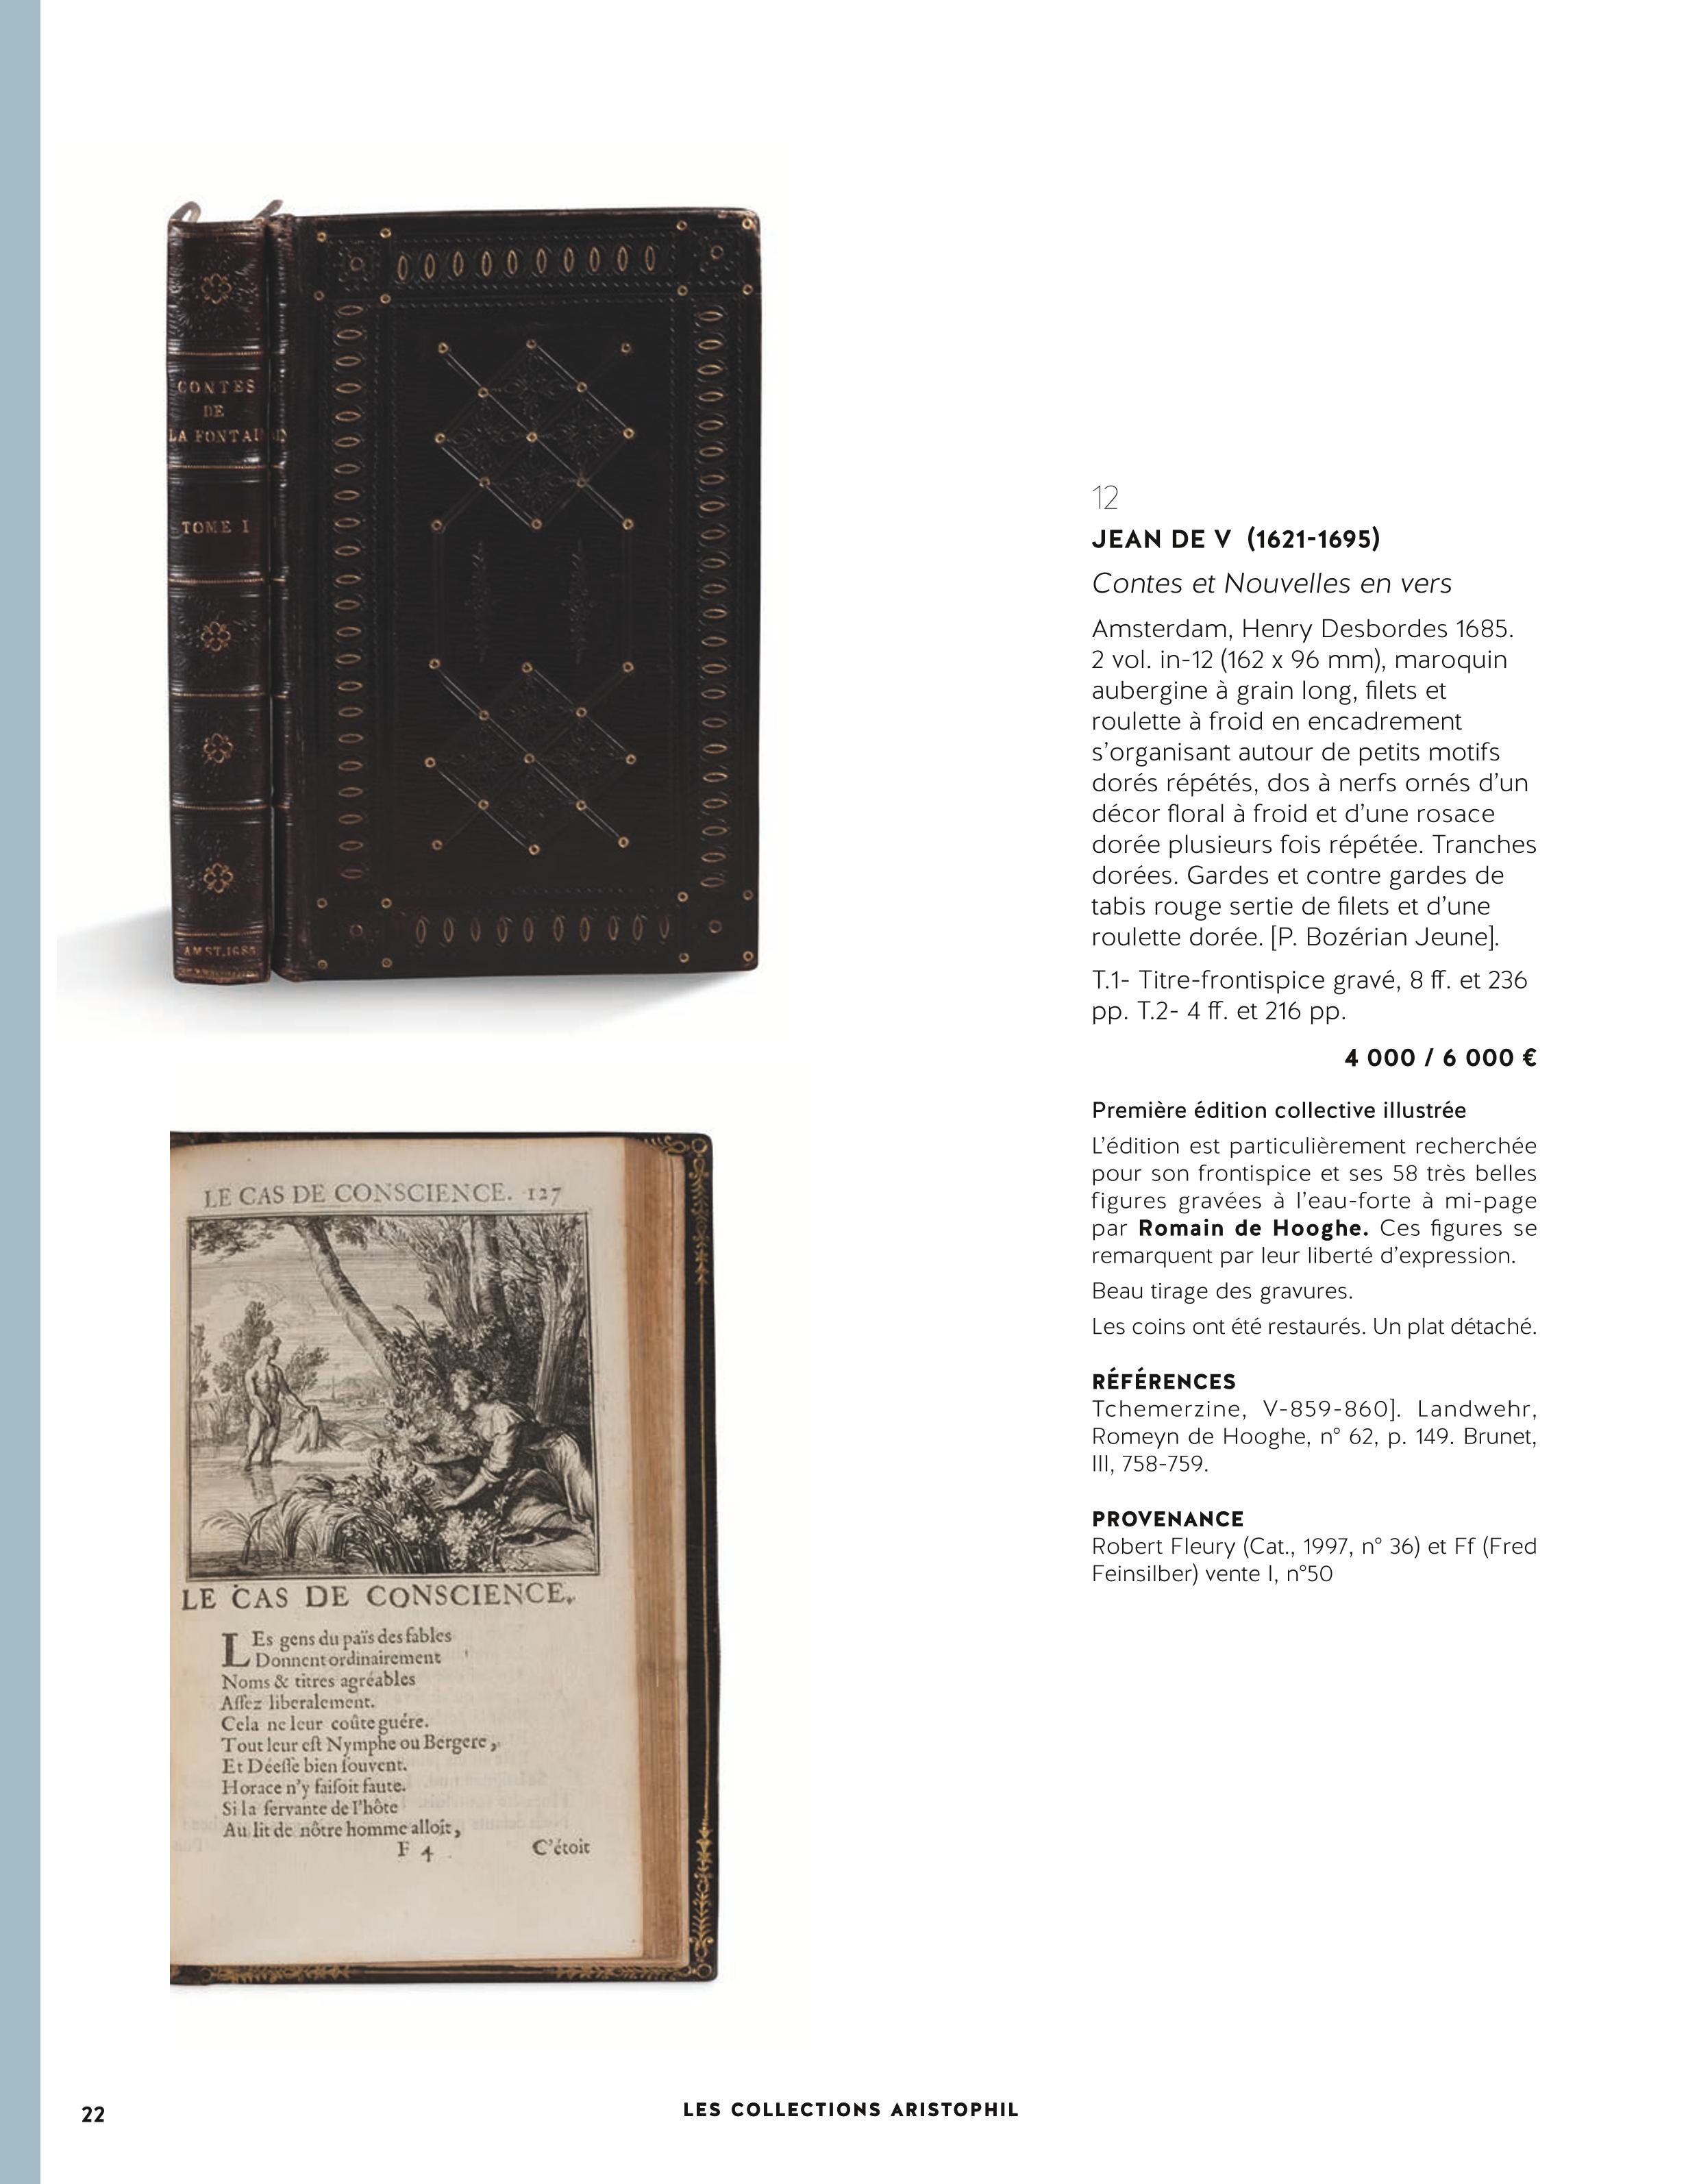 CONTES
DE
LA FONTAI
TOME I
AMST.1685
LE CAS DE CONSCIENCE. 127
LE CAS DE CONSCIENCE.
LEs gens du païs des fables
Donnent ordinairement
Noms & titres agréables
Assez liberalement.
Cela ne leur coûte guére.
Tout leur est Nymphe ou Bergere,
Et Déesse bien souvent.
Horace n'y faisoit faute.
Si la servante de l'hôte
Au lit de nôtre homme alloit,
F 4 C'étoit
12
JEAN DE V (1621-1695)
Contes et Nouvelles en vers
Amsterdam, Henry Desbordes 1685.
2 vol. in-12 (162 x 96 mm), maroquin
aubergine à grain long, filets et
roulette à froid en encadrement
s'organisant autour de petits motifs
dorés répétés, dos à nerfs ornés d'un
décor floral à froid et d'une rosace
dorée plusieurs fois répétée. Tranches
dorées. Gardes et contre gardes de
tabis rouge sertie de filets et d'une
roulette dorée. [P. Bozérian Jeune].
T.1- Titre-frontispice gravé, 8 ff. et 236
pp. T.2- 4 ff. et 216 pp.
4 000 / 6 000 €
Première édition collective illustrée
L'édition est particulièrement recherchée
pour son frontispice et ses 58 très belles
figures gravées à l'eau-forte à mi-page
par Romain de Hooghe. Ces figures se
remarquent par leur liberté d'expression.
Beau tirage des gravures.
Les coins ont été restaurés. Un plat détaché.
RÉFÉRENCES
Tchemerzine, V-859-860]. Landwehr,
Romeyn de Hooghe, n° 62, p. 149. Brunet,
III, 758-759.
PROVENANCE
Robert Fleury (Cat., 1997, n° 36) et Ff (Fred
Feinsilber) vente I, n°50
22
LES COLLECTIONS ARISTOPHIL